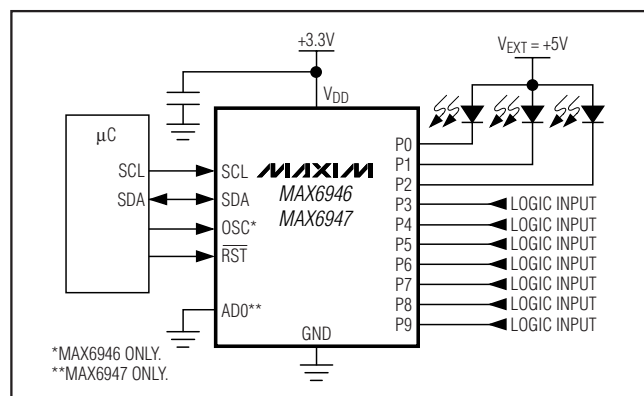 +3.3V
V_EXT = +5V
V_DD
μC
SCL
SDA
SCL
SDA
OSC*
RST
AD0**
MAXIM
MAX6946
MAX6947
GND
P0
P1
P2
P3
P4
P5
P6
P7
P8
P9
LOGIC INPUT
LOGIC INPUT
LOGIC INPUT
LOGIC INPUT
LOGIC INPUT
LOGIC INPUT
LOGIC INPUT
*MAX6946 ONLY.
**MAX6947 ONLY.